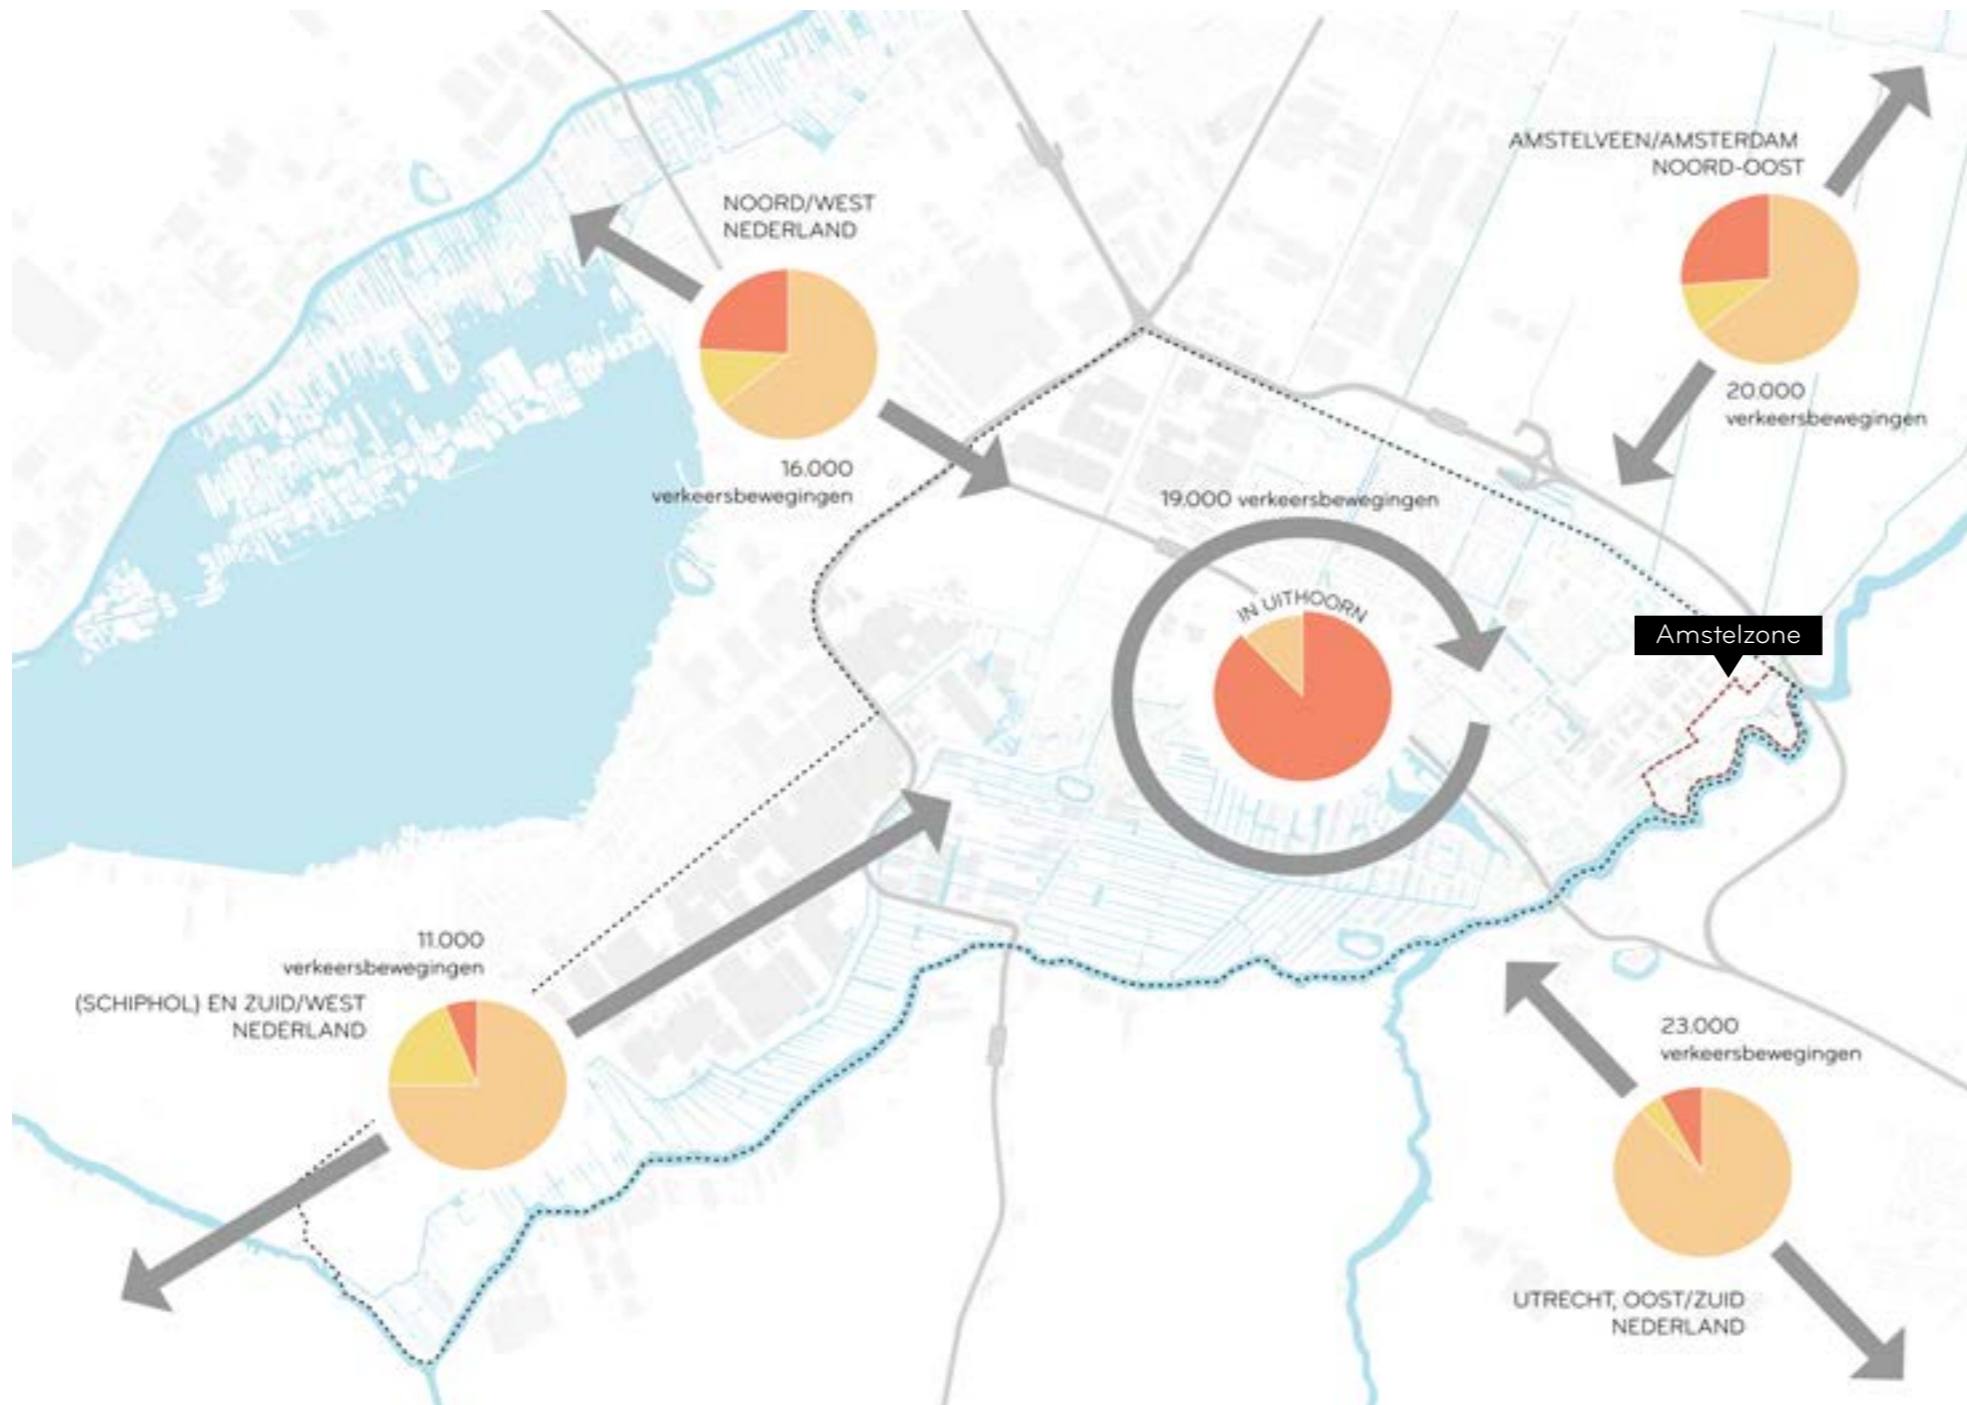 AMSTELVEEN/AMSTERDAM
NOORD-OOST
20.000
verkeersbewegingen
NOORD/WEST
NEDERLAND
16.000
verkeersbewegingen
19.000 verkeersbewegingen
IN UITHOORN
Amstelzone
11.000
verkeersbewegingen
(SCHIPHOL) EN ZUID/WEST
NEDERLAND
23.000
verkeersbewegingen
UTRECHT, OOST/ZUID
NEDERLAND